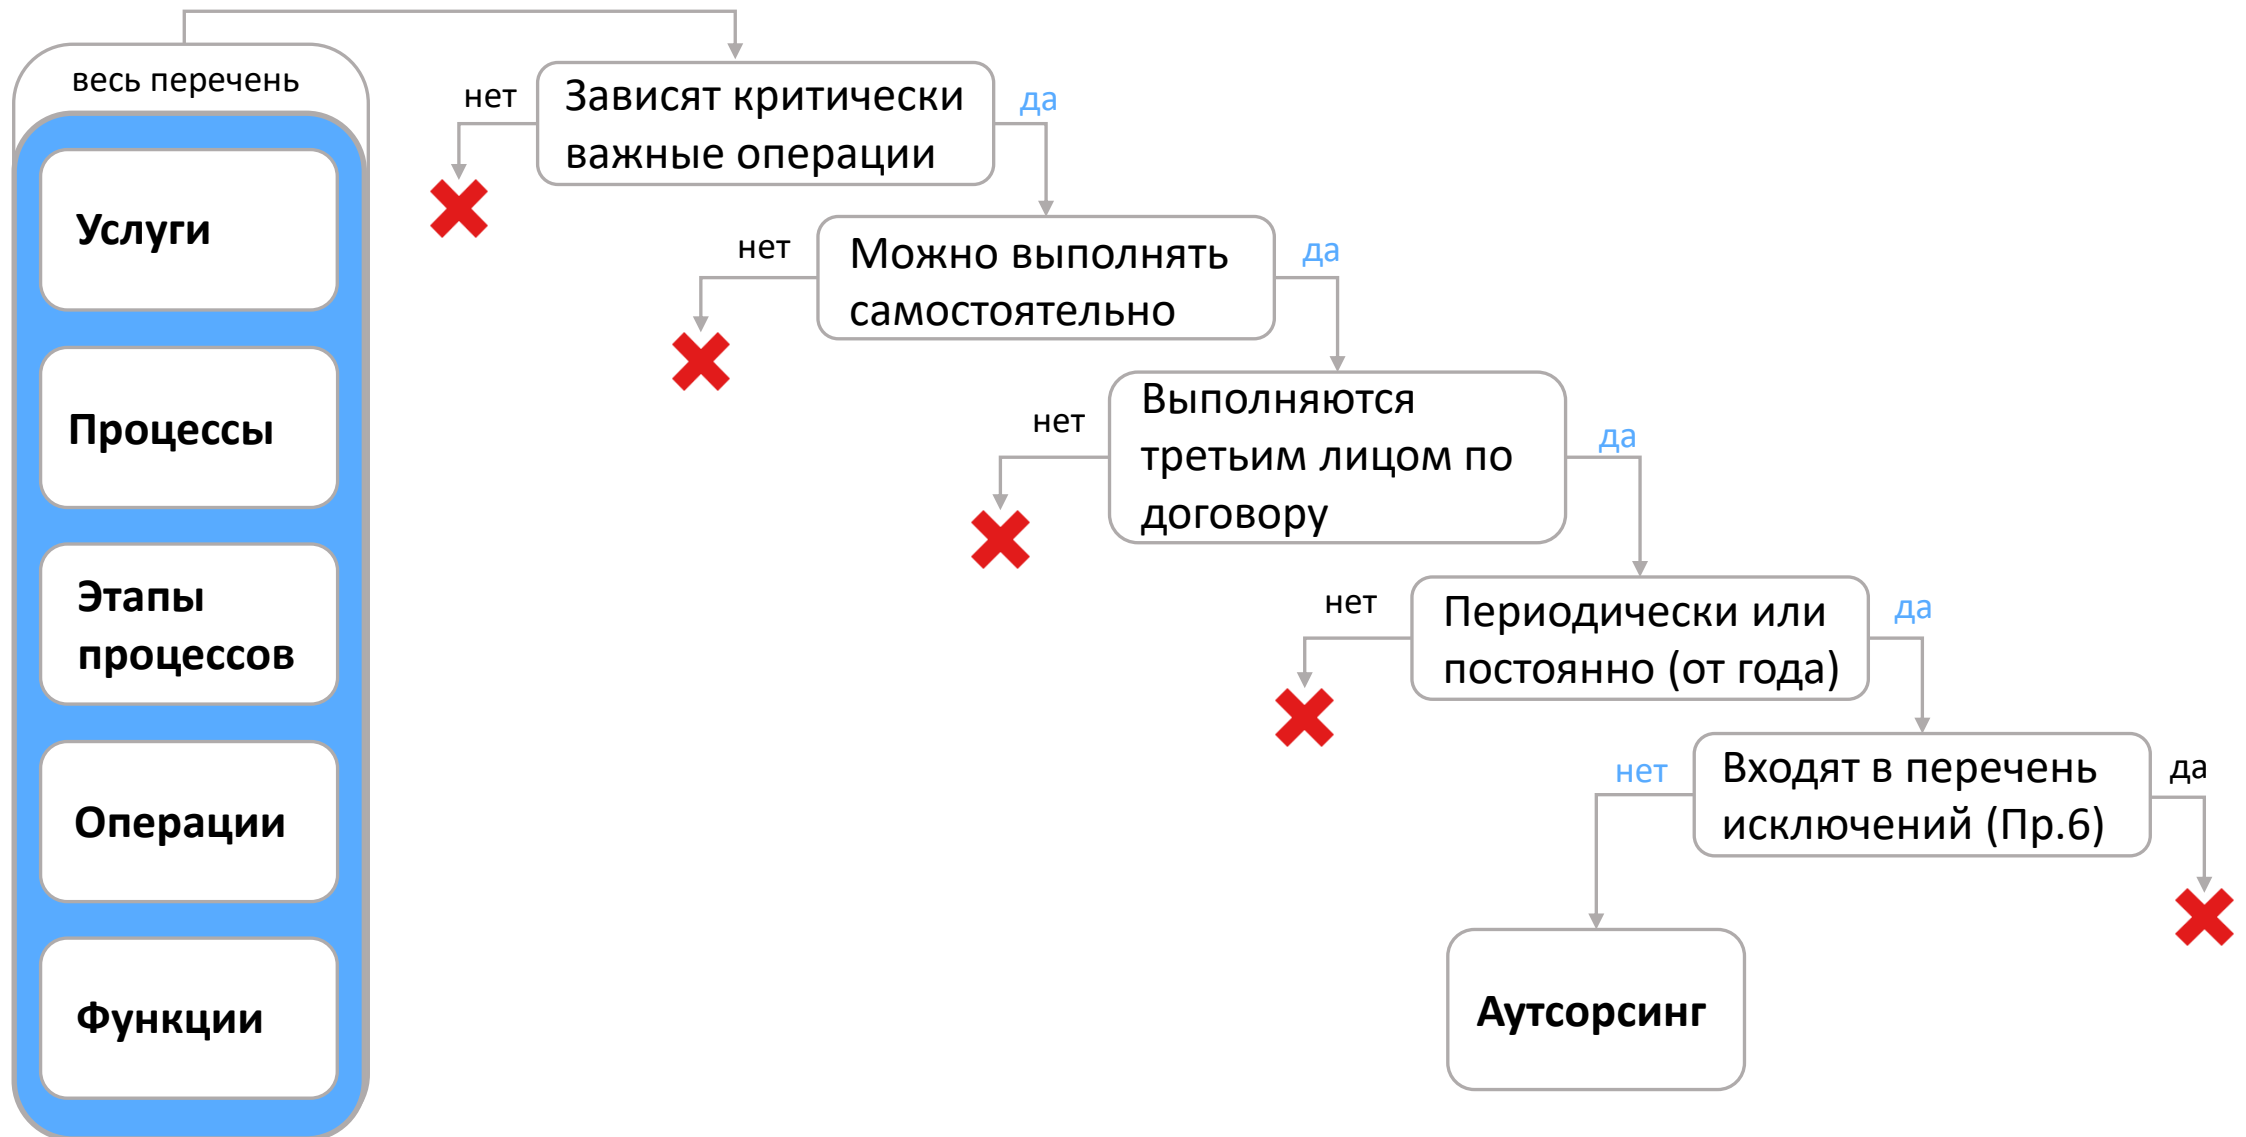 весь перечень
Услуги
Процессы
Этапы
процессов
Операции
Функции
нет
Зависят критически
важные операции
да
нет
Можно выполнять
самостоятельно
да
нет
Выполняются
третьим лицом по
договору
да
нет
Периодически или
постоянно (от года)
да
нет
Входят в перечень
исключений (Пр.6)
да
Аутсорсинг